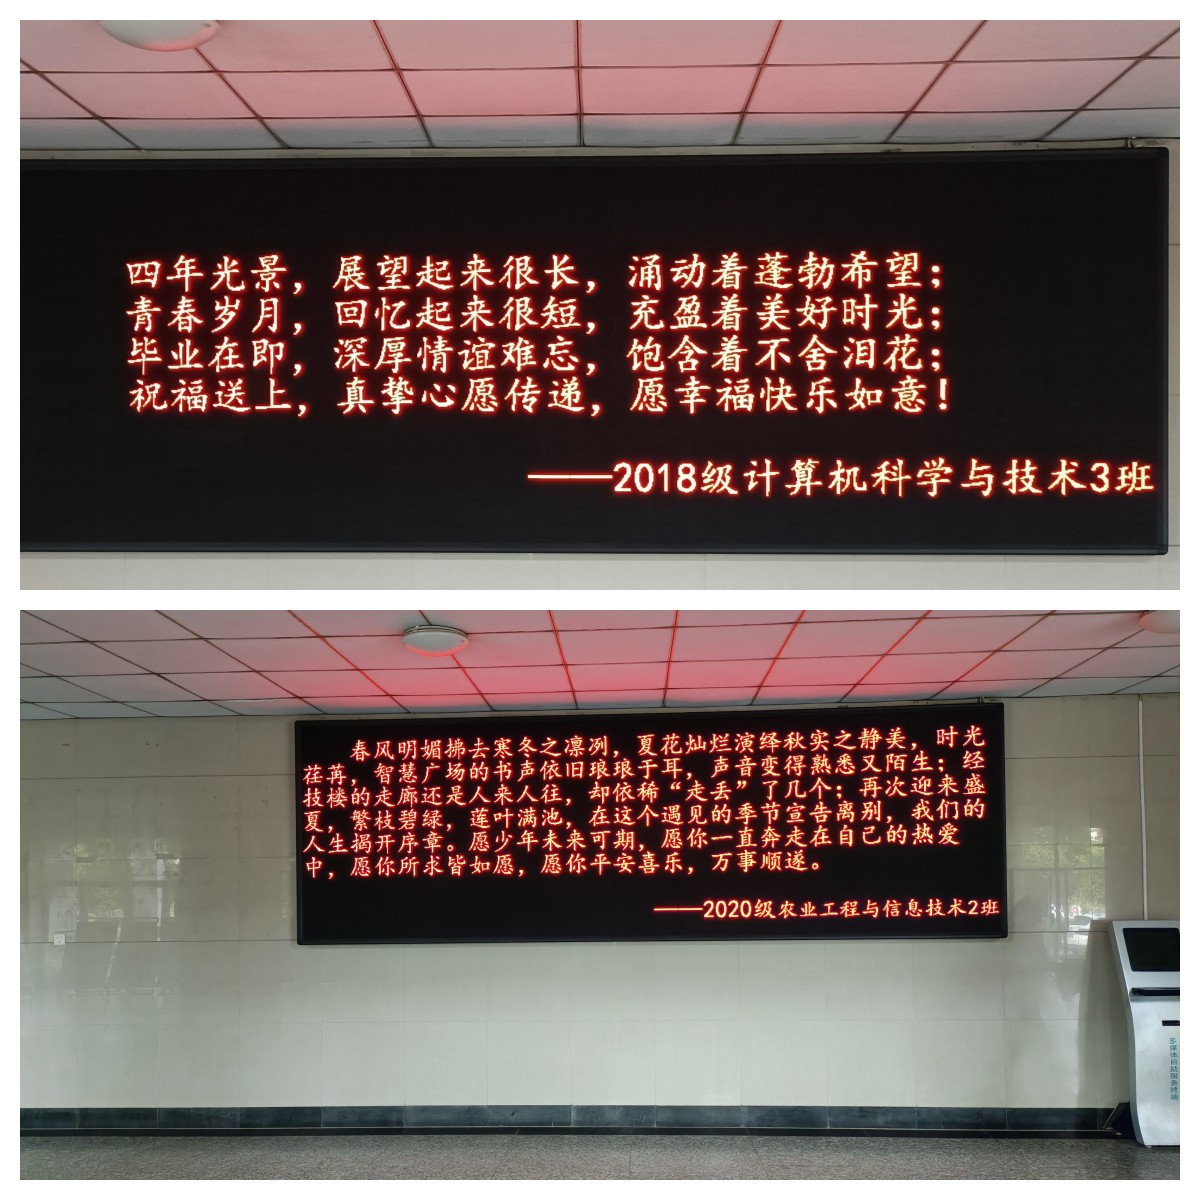 四年光景，展望起来很长，涌动着蓬勃希望；
青春岁月，回忆起来很短，充盈着美好时光；
毕业在即，深厚情谊难忘，饱含着不舍泪花；
祝福送上，真挚心愿传递，愿幸福快乐如意！
——2018级计算机科学与技术3班
春风明媚拂去寒冬之凛冽，夏花灿烂演绎秋实之静美，时光
荏苒，智慧广场的书声依旧琅琅于耳，声音变得熟悉又陌生；经
技楼的走廊还是人来人往，却依稀“走丢”了几个；再次迎来盛
夏，繁枝碧绿，莲叶满池，在这个遇见的季节宣告离别，我们的
人生揭开序章。愿少年未来可期，愿你一直奔走在自己的热爱
中，愿你所求皆如愿，愿你平安喜乐，万事顺遂。
——2020级农业工程与信息技术2班
多媒体自助服务终端